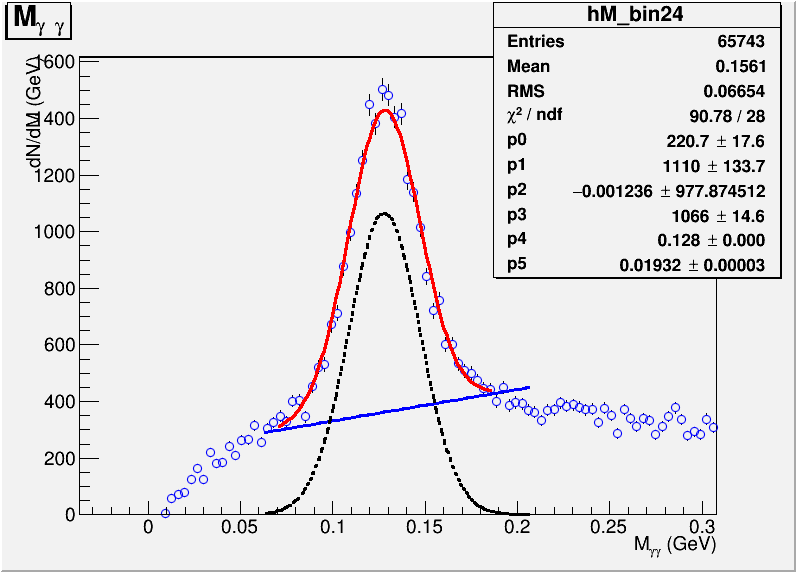 M_γ γ
hM_bin24
Entries 65743
Mean 0.1561
RMS 0.06654
χ² / ndf 90.78 / 28
p0 220.7 ± 17.6
p1 1110 ± 133.7
p2 −0.001236 ± 977.874512
p3 1066 ± 14.6
p4 0.128 ± 0.000
p5 0.01932 ± 0.00003
dN/dM (GeV)
1600
1400
1200
1000
800
600
400
200
0
0 0.05 0.1 0.15 0.2 0.25 0.3
M_γγ (GeV)